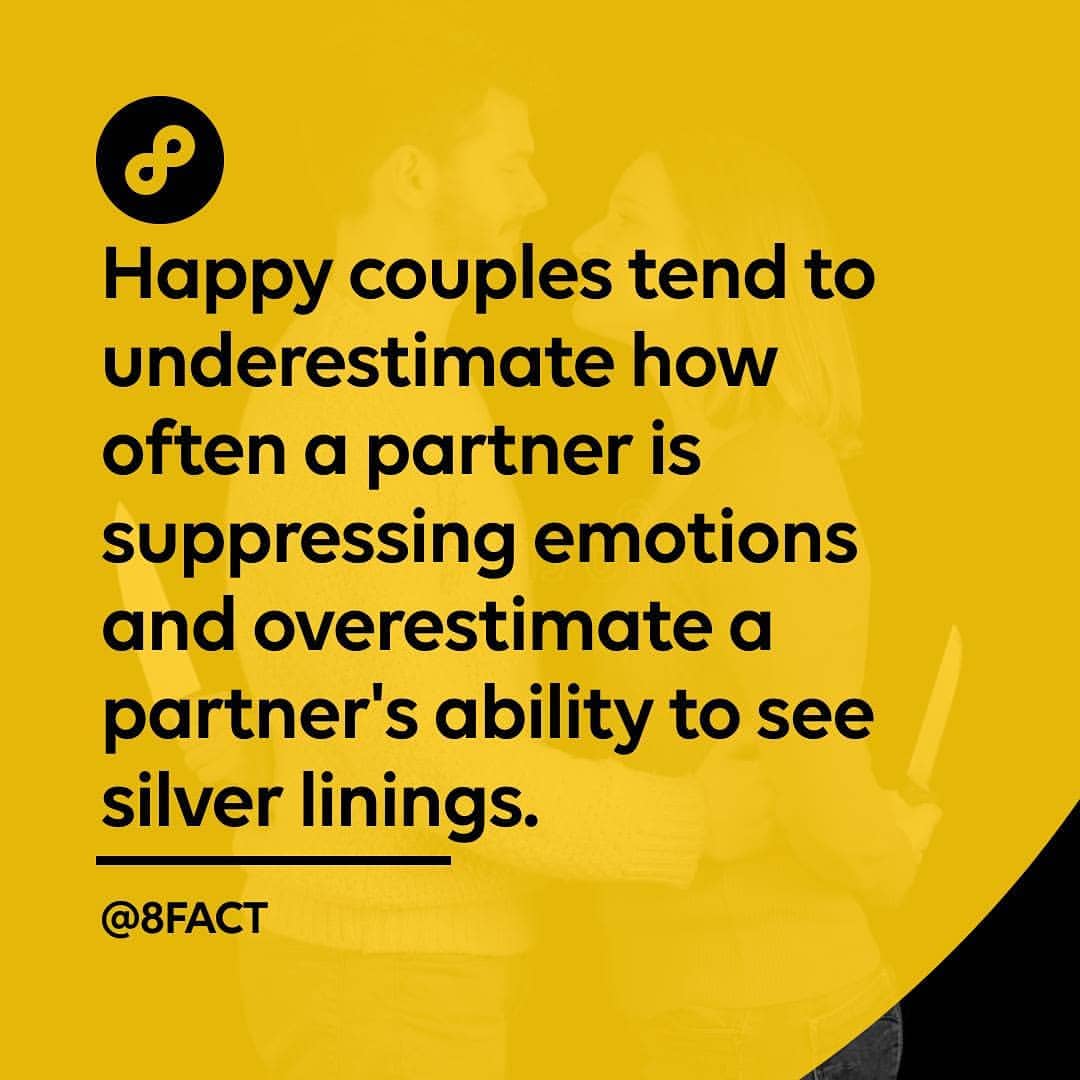 Happy couples tend to
underestimate how
often a partner is
suppressing emotions
and overestimate a
partner's ability to see
silver linings.
@8FACT